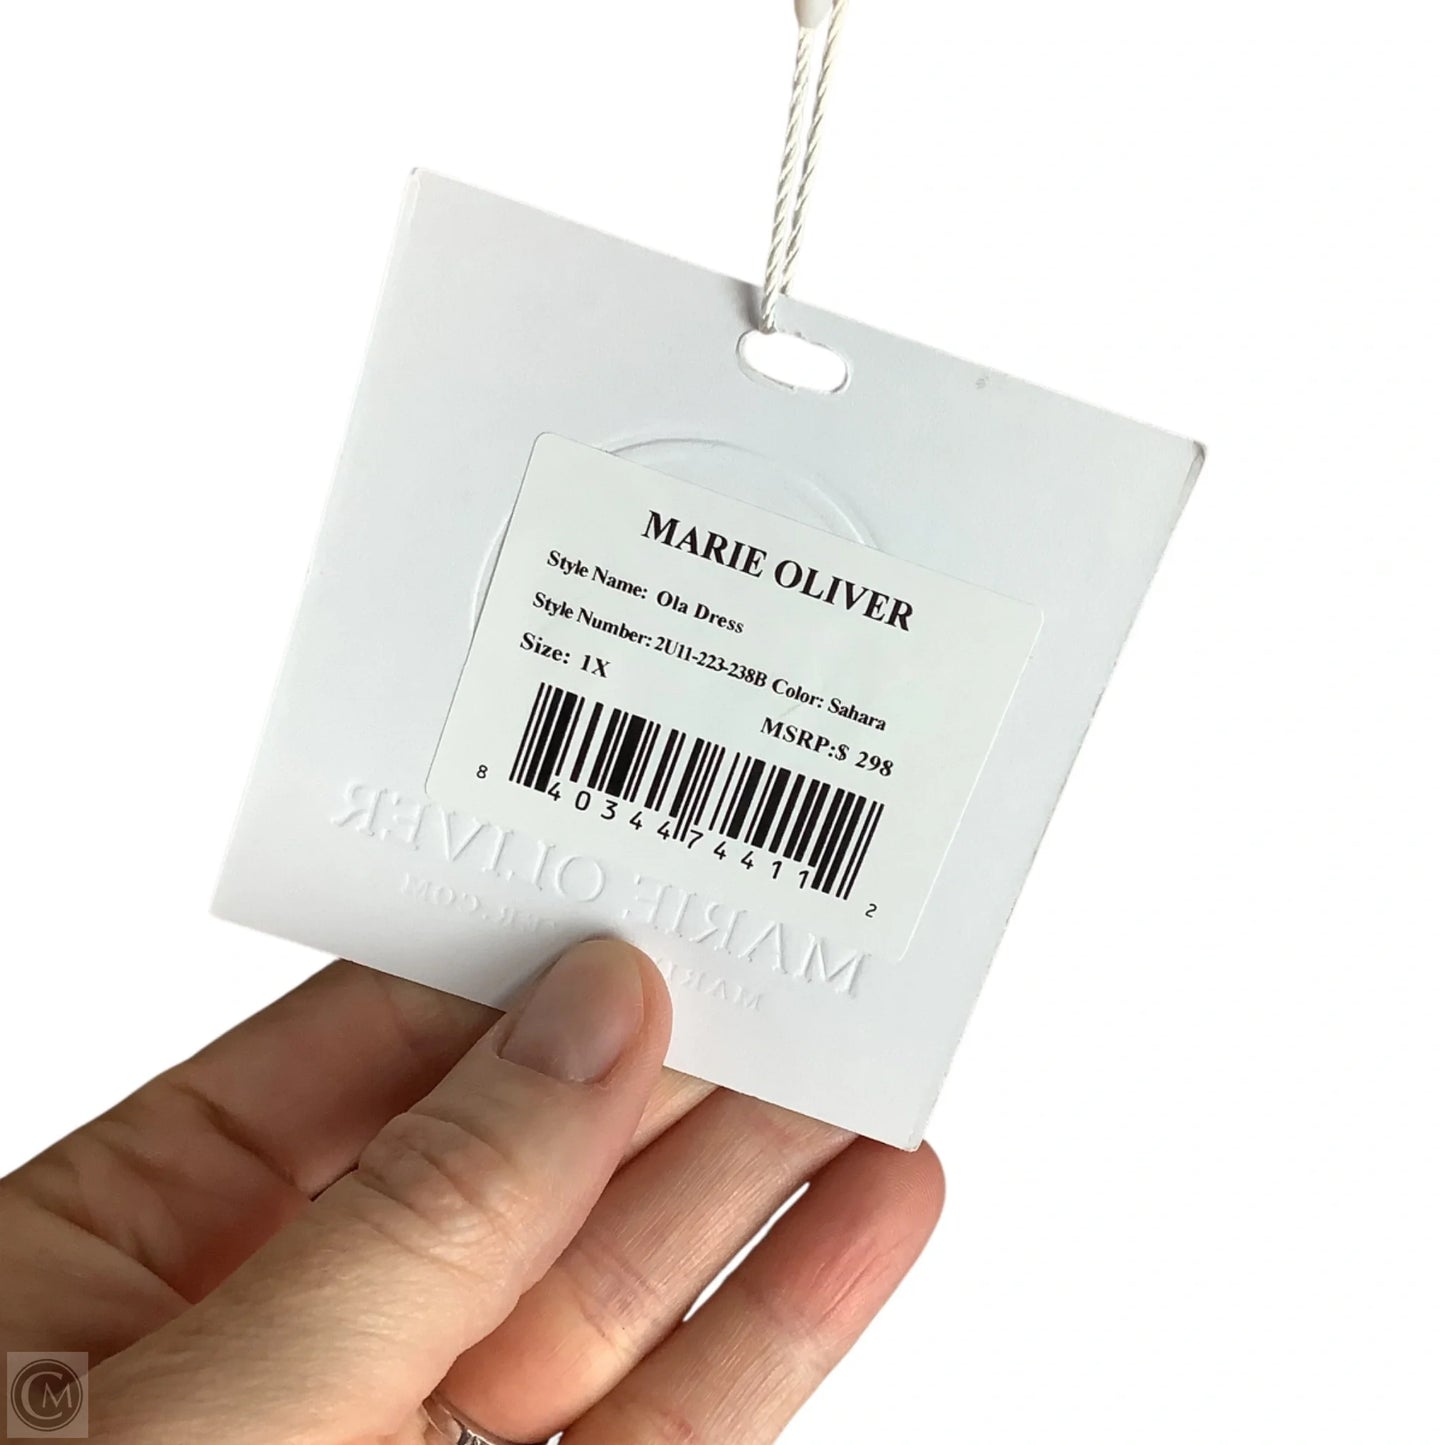 MARIE OLIVER
Style Name: Ola Dress
Style Number: 2U11-223-238B Color: Sahara
Size: 1X
MSRP:$ 298
8 40344 74411 2
MARIE OLIVER
CM